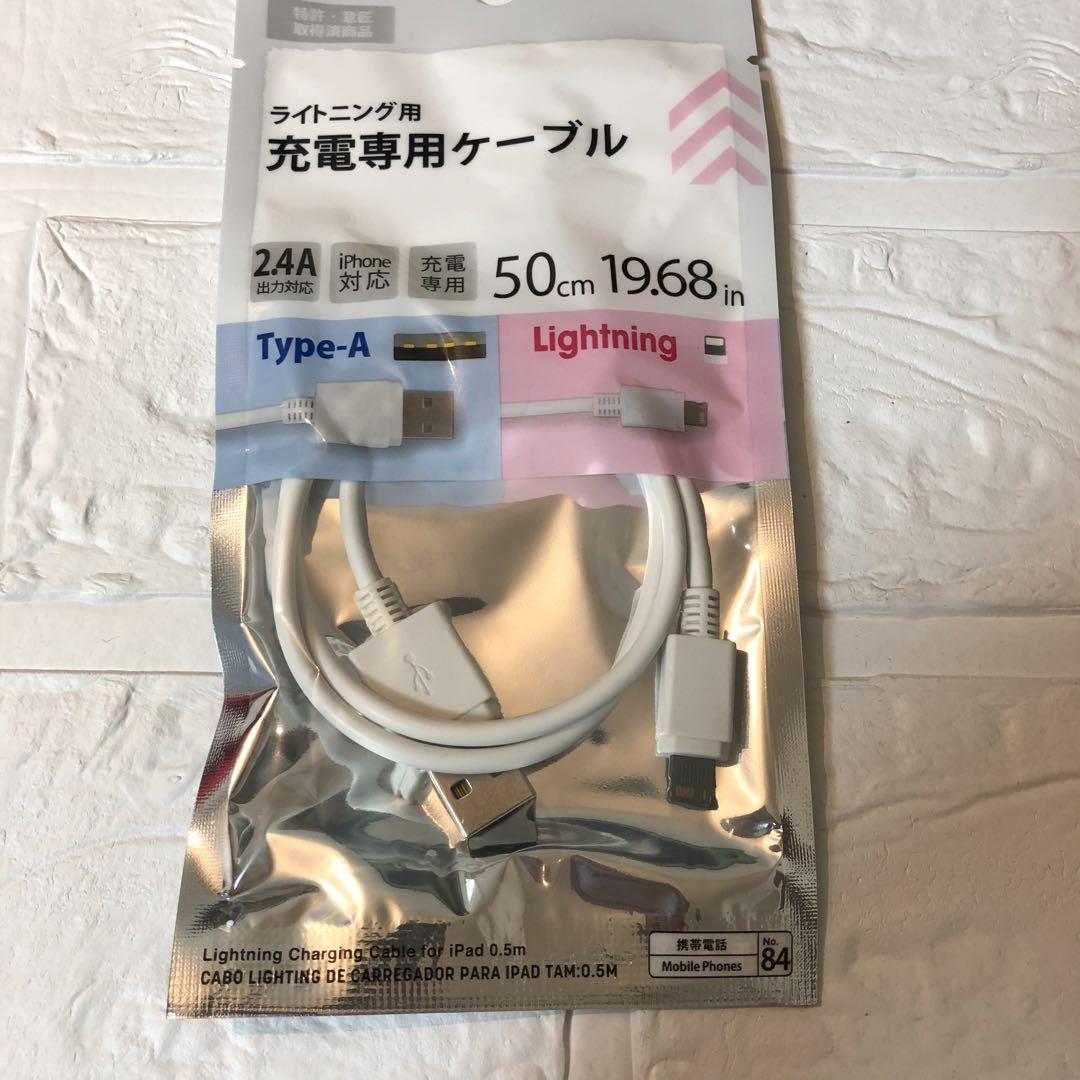 特許・意匠
取得済商品
ライトニング用
充電専用ケーブル
2.4A
出力対応
iPhone
対応
充電
専用
50cm 19.68in
Type-A
Lightning
Lightning Charging Cable for iPad 0.5m
CABO LIGHTING DE CARREGADOR PARA IPAD TAM:0.5M
携帯電話
Mobile Phones
No.
84